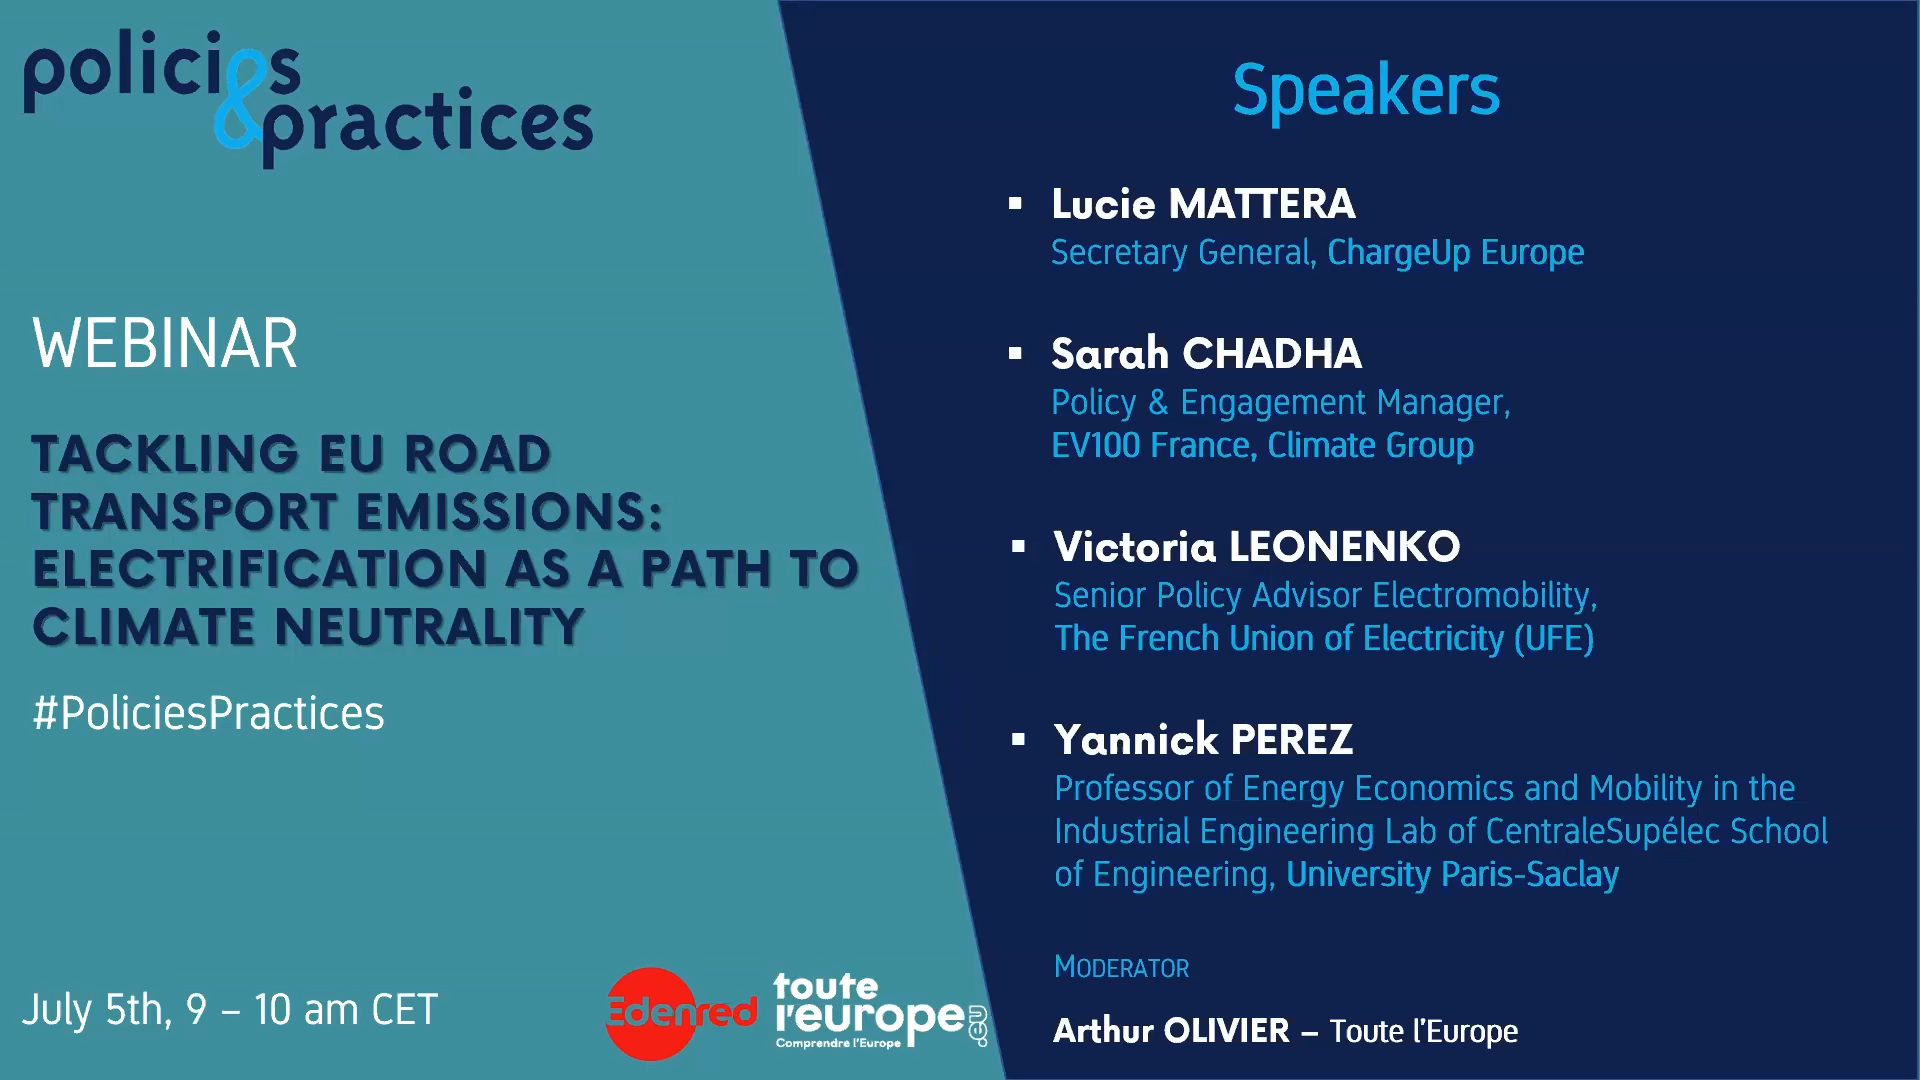 policies
&practices
WEBINAR
TACKLING EU ROAD
TRANSPORT EMISSIONS:
ELECTRIFICATION AS A PATH TO
CLIMATE NEUTRALITY
#PoliciesPractices
July 5th, 9 – 10 am CET
Edenred
toute
l'europe.eu
Comprendre l'Europe
Speakers
▪ Lucie MATTERA
Secretary General, ChargeUp Europe
▪ Sarah CHADHA
Policy & Engagement Manager,
EV100 France, Climate Group
▪ Victoria LEONENKO
Senior Policy Advisor Electromobility,
The French Union of Electricity (UFE)
▪ Yannick PEREZ
Professor of Energy Economics and Mobility in the
Industrial Engineering Lab of CentraleSupélec School
of Engineering, University Paris-Saclay
MODERATOR
Arthur OLIVIER – Toute l'Europe